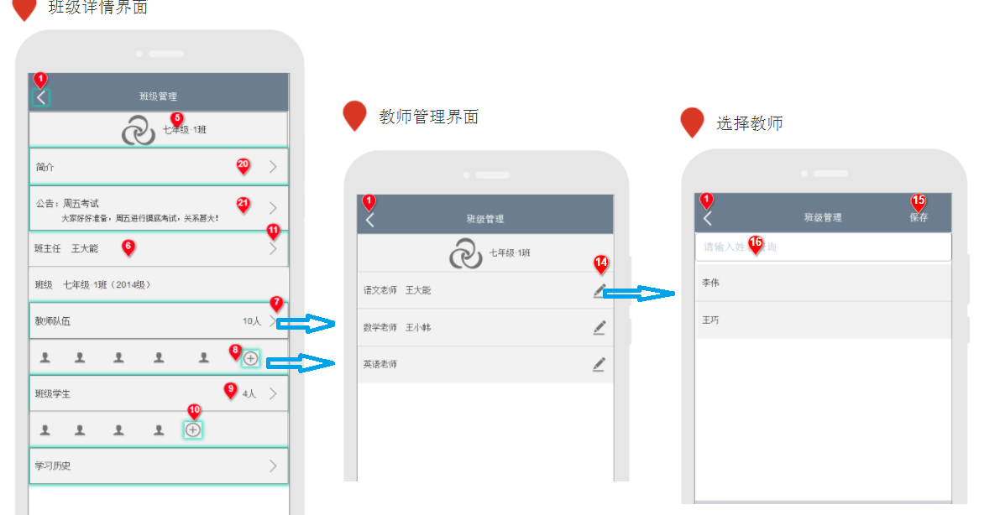 班级详情界面
1
班级管理
5
七年级·1班
简介
20
公告：周五考试
21
大家好好准备，周五进行摸底考试，关系甚大！
11
班主任 王大能
6
班级 七年级·1班（2014级）
7
教师队伍
10人
8
班级学生
9
4人
10
学习历史
教师管理界面
1
班级管理
七年级·1班
14
语文老师 王大能
数学老师 王小韩
英语老师
选择教师
1
班级管理
15
保存
请输入姓 询
16
李伟
王巧